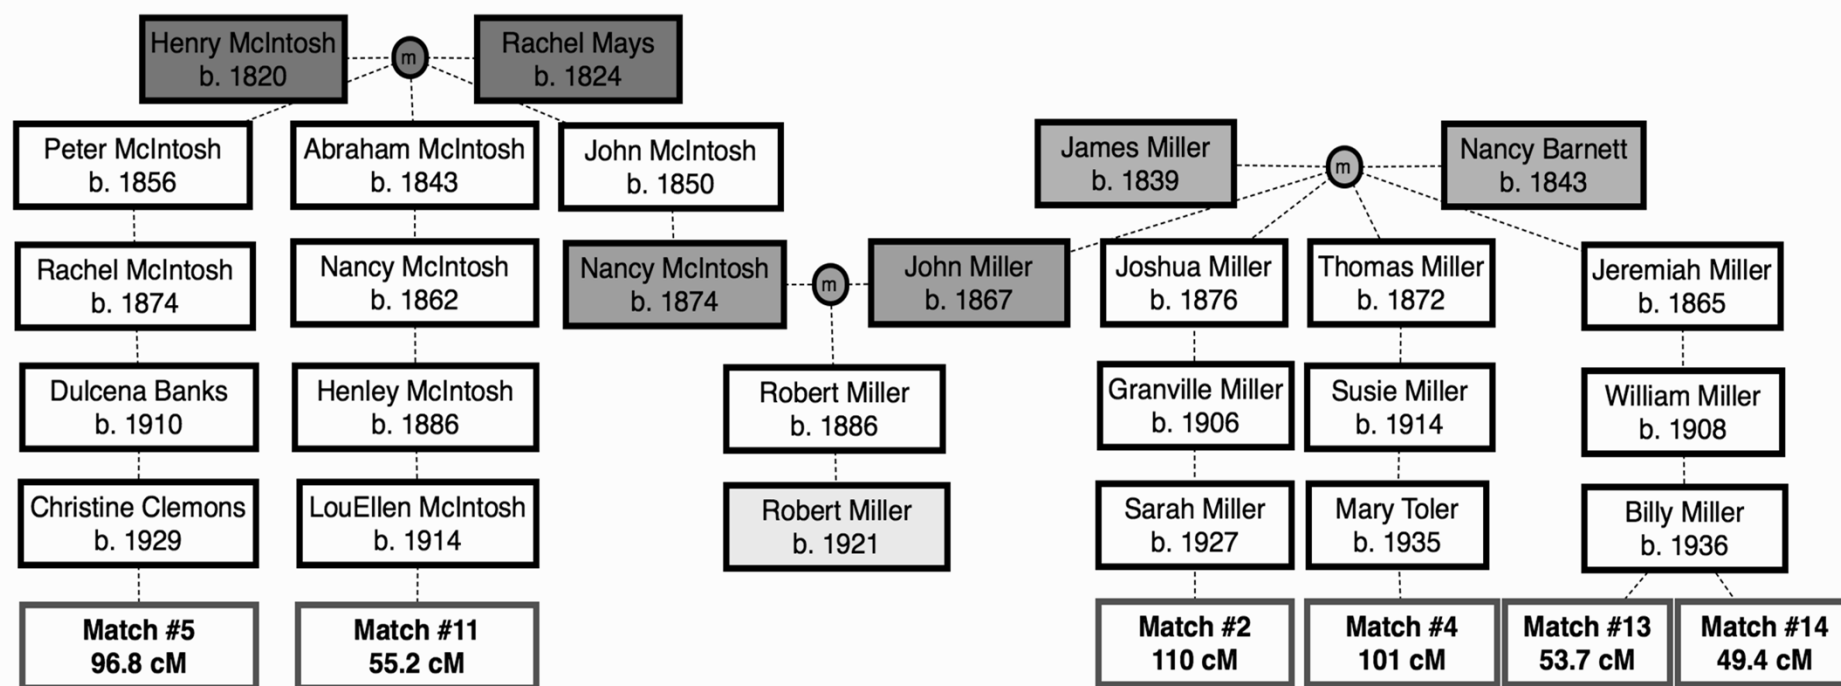 Henry McIntosh
b. 1820
m
Rachel Mays
b. 1824
Peter McIntosh
b. 1856
Abraham McIntosh
b. 1843
John McIntosh
b. 1850
James Miller
b. 1839
m
Nancy Barnett
b. 1843
Rachel McIntosh
b. 1874
Nancy McIntosh
b. 1862
Nancy McIntosh
b. 1874
m
John Miller
b. 1867
Joshua Miller
b. 1876
Thomas Miller
b. 1872
Jeremiah Miller
b. 1865
Dulcena Banks
b. 1910
Henley McIntosh
b. 1886
Robert Miller
b. 1886
Granville Miller
b. 1906
Susie Miller
b. 1914
William Miller
b. 1908
Christine Clemons
b. 1929
LouEllen McIntosh
b. 1914
Robert Miller
b. 1921
Sarah Miller
b. 1927
Mary Toler
b. 1935
Billy Miller
b. 1936
Match #5
96.8 cM
Match #11
55.2 cM
Match #2
110 cM
Match #4
101 cM
Match #13
53.7 cM
Match #14
49.4 cM